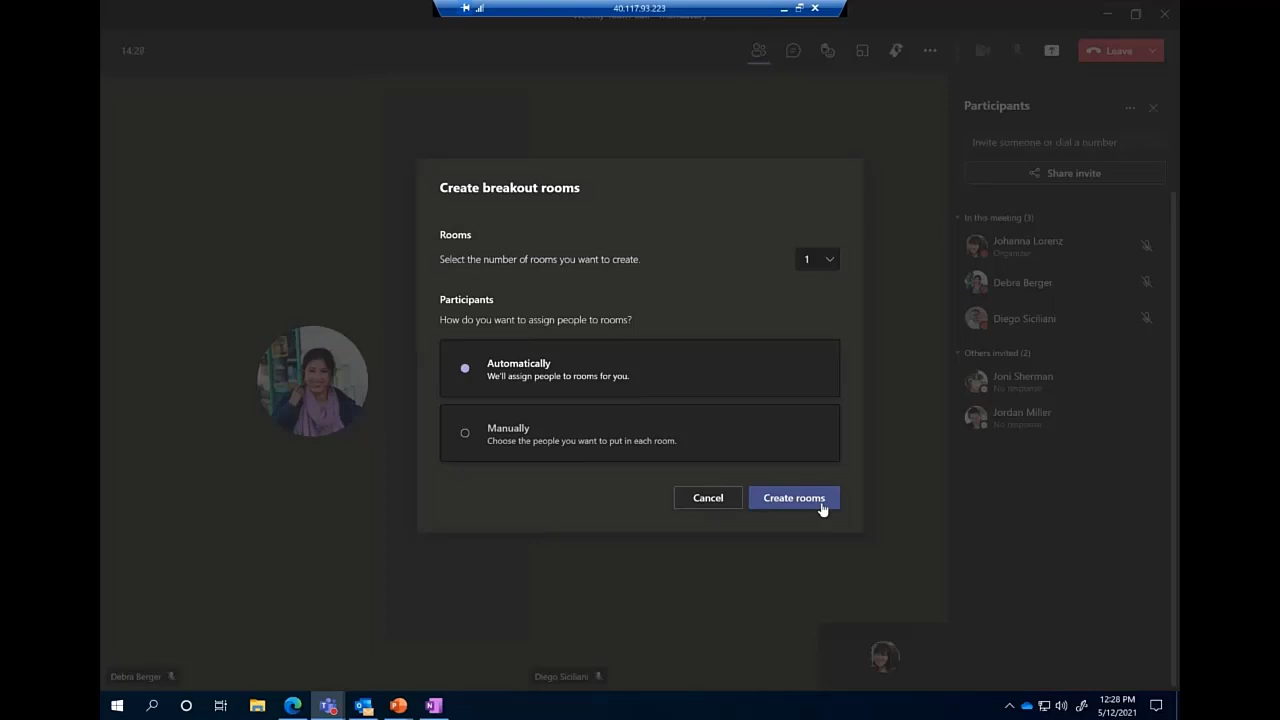 40.117.93.223
14:28
Leave
Participants
Invite someone or dial a number
Share invite
In this meeting (3)
Johanna Lorenz
Organizer
Debra Berger
Diego Siciliani
Others invited (2)
Joni Sherman
No response
Jordan Miller
No response
Create breakout rooms
Rooms
Select the number of rooms you want to create.
1
Participants
How do you want to assign people to rooms?
Automatically
We'll assign people to rooms for you.
Manually
Choose the people you want to put in each room.
Cancel
Create rooms
Debra Berger
Diego Siciliani
12:28 PM
5/12/2021